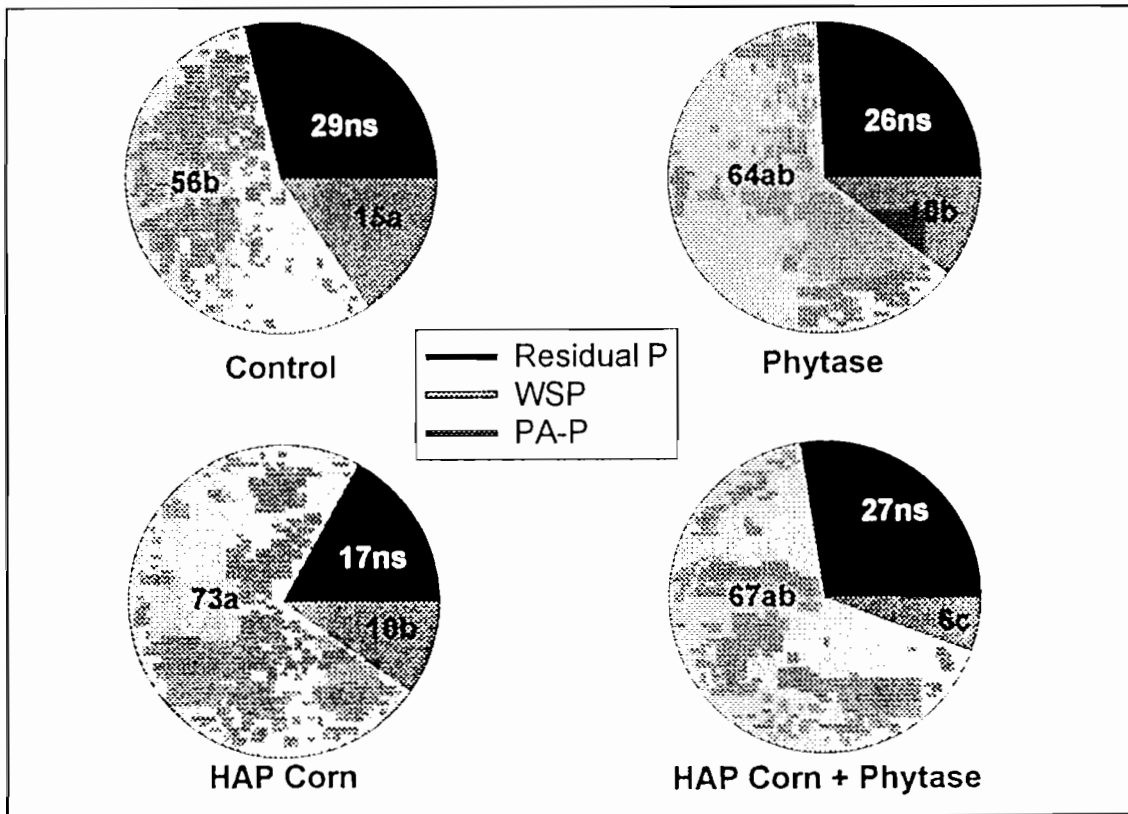 29ns
56b
15a
Control
26ns
64ab
10b
Phytase
Residual P
WSP
PA-P
17ns
73a
10b
HAP Corn
27ns
67ab
6c
HAP Corn + Phytase